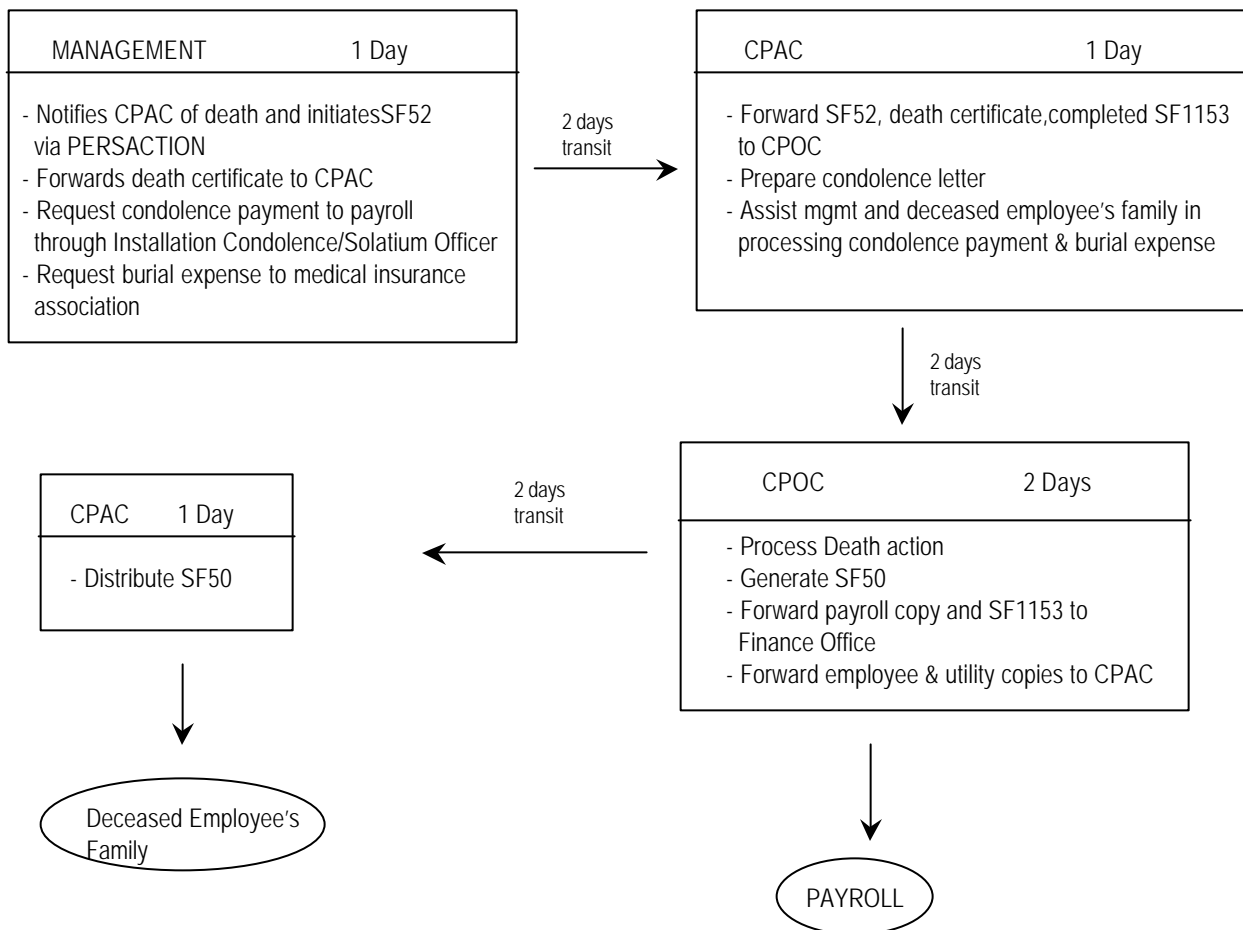 MANAGEMENT 1 Day
- Notifies CPAC of death and initiatesSF52
via PERSACTION
- Forwards death certificate to CPAC
- Request condolence payment to payroll
through Installation Condolence/Solatium Officer
- Request burial expense to medical insurance
association
2 days
transit
CPAC 1 Day
- Forward SF52, death certificate,completed SF1153
to CPOC
- Prepare condolence letter
- Assist mgmt and deceased employee's family in
processing condolence payment & burial expense
2 days
transit
CPOC 2 Days
- Process Death action
- Generate SF50
- Forward payroll copy and SF1153 to
Finance Office
- Forward employee & utility copies to CPAC
2 days
transit
CPAC 1 Day
- Distribute SF50
Deceased Employee's
Family
PAYROLL